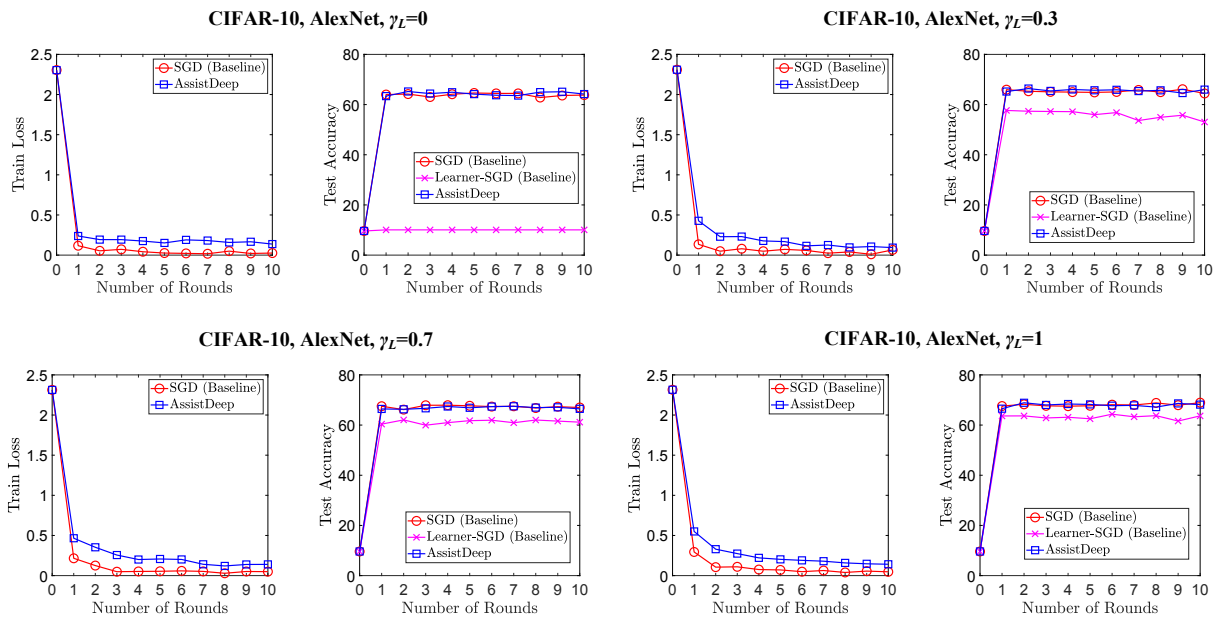 CIFAR-10, AlexNet, γL=0
2.5
2
1.5
1
0.5
0
Train Loss
SGD (Baseline)
AssistDeep
0 1 2 3 4 5 6 7 8 9 10
Number of Rounds
80
60
40
20
0
Test Accuracy
SGD (Baseline)
Learner-SGD (Baseline)
AssistDeep
0 1 2 3 4 5 6 7 8 9 10
Number of Rounds
CIFAR-10, AlexNet, γL=0.3
2.5
2
1.5
1
0.5
0
Train Loss
SGD (Baseline)
AssistDeep
0 1 2 3 4 5 6 7 8 9 10
Number of Rounds
80
60
40
20
0
Test Accuracy
SGD (Baseline)
Learner-SGD (Baseline)
AssistDeep
0 1 2 3 4 5 6 7 8 9 10
Number of Rounds
CIFAR-10, AlexNet, γL=0.7
2.5
2
1.5
1
0.5
0
Train Loss
SGD (Baseline)
AssistDeep
0 1 2 3 4 5 6 7 8 9 10
Number of Rounds
80
60
40
20
0
Test Accuracy
SGD (Baseline)
Learner-SGD (Baseline)
AssistDeep
0 1 2 3 4 5 6 7 8 9 10
Number of Rounds
CIFAR-10, AlexNet, γL=1
2.5
2
1.5
1
0.5
0
Train Loss
SGD (Baseline)
AssistDeep
0 1 2 3 4 5 6 7 8 9 10
Number of Rounds
80
60
40
20
0
Test Accuracy
SGD (Baseline)
Learner-SGD (Baseline)
AssistDeep
0 1 2 3 4 5 6 7 8 9 10
Number of Rounds